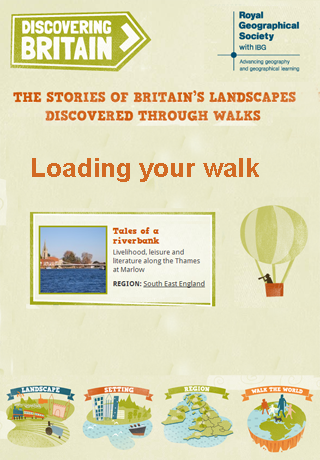 DISCOVERING
BRITAIN
Royal
Geographical
Society
with IBG
Advancing geography
and geographical learning
THE STORIES OF BRITAIN'S LANDSCAPES
DISCOVERED THROUGH WALKS
Loading your walk
Tales of a
riverbank
Livelihood, leisure and
literature along the Thames
at Marlow
REGION: South East England
LANDSCAPE
SETTING
REGION
WALK THE WORLD